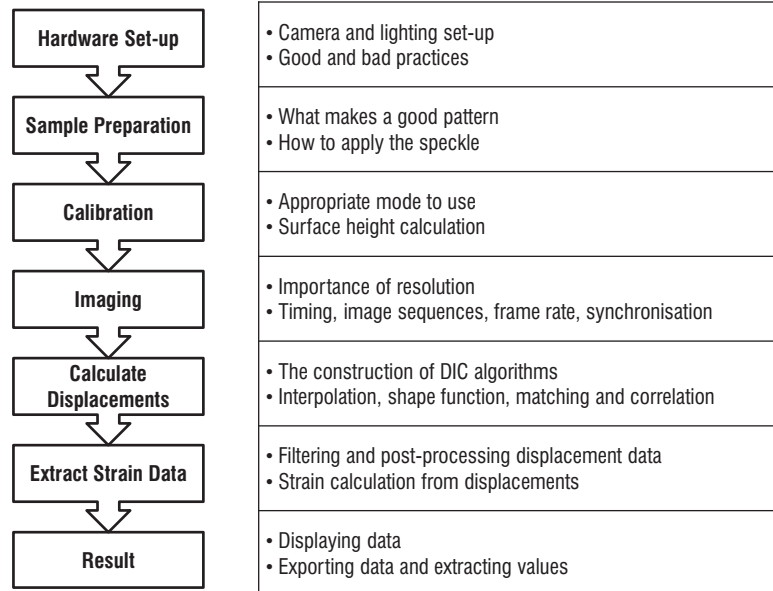 Hardware Set-up
• Camera and lighting set-up
• Good and bad practices
Sample Preparation
• What makes a good pattern
• How to apply the speckle
Calibration
• Appropriate mode to use
• Surface height calculation
Imaging
• Importance of resolution
• Timing, image sequences, frame rate, synchronisation
Calculate
Displacements
• The construction of DIC algorithms
• Interpolation, shape function, matching and correlation
Extract Strain Data
• Filtering and post-processing displacement data
• Strain calculation from displacements
Result
• Displaying data
• Exporting data and extracting values